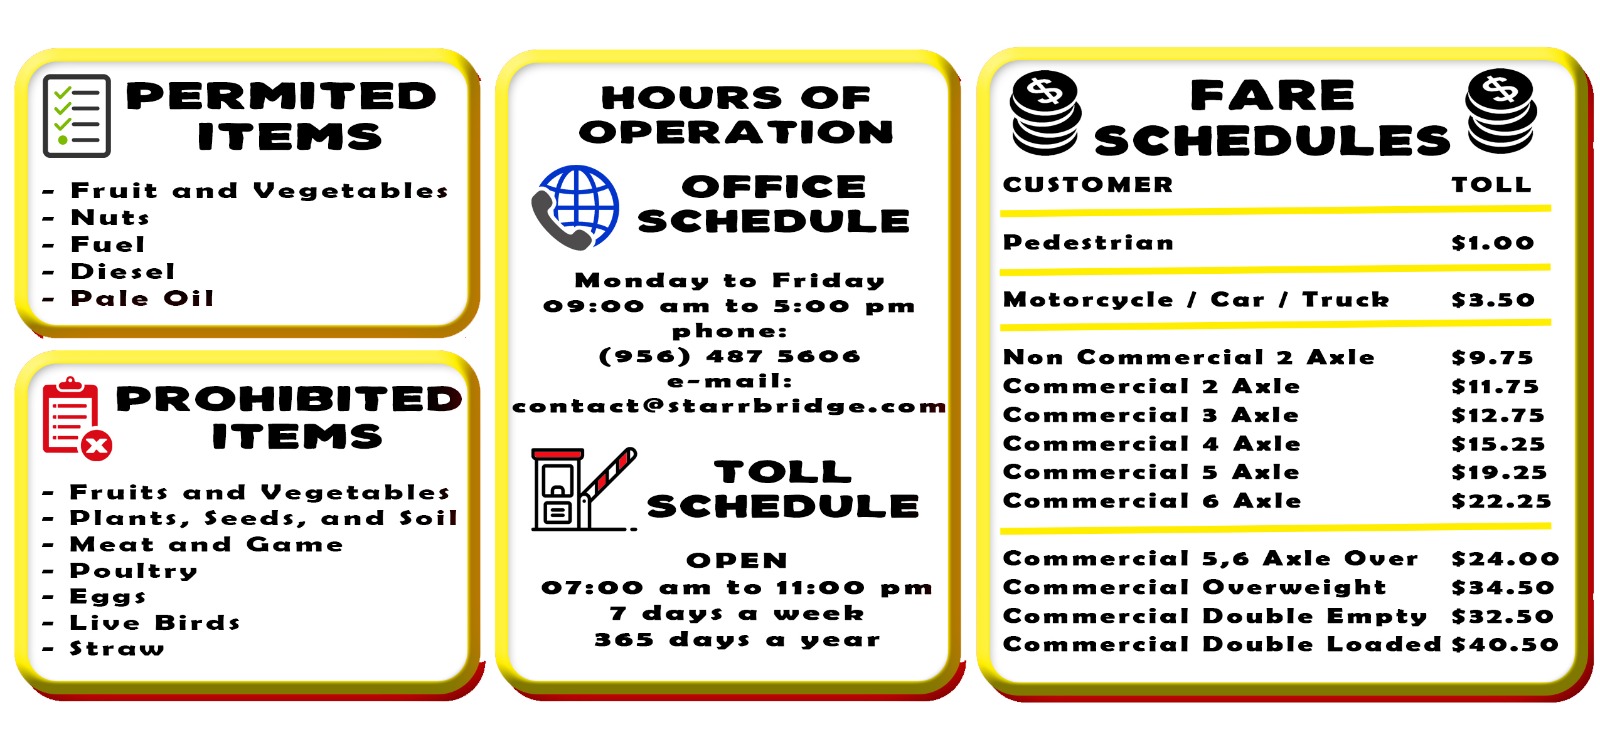 PERMITED
ITEMS
- Fruit and Vegetables
- Nuts
- Fuel
- Diesel
- Pale Oil
PROHIBITED
ITEMS
- Fruits and Vegetables
- Plants, Seeds, and Soil
- Meat and Game
- Poultry
- Eggs
- Live Birds
- Straw
HOURS OF
OPERATION
OFFICE
SCHEDULE
Monday to Friday
09:00 am to 5:00 pm
phone:
(956) 487 5606
e-mail:
contact@starrbridge.com
TOLL
SCHEDULE
OPEN
07:00 am to 11:00 pm
7 days a week
365 days a year
FARE
SCHEDULES
CUSTOMER TOLL
Pedestrian $1.00
Motorcycle / Car / Truck $3.50
Non Commercial 2 Axle $9.75
Commercial 2 Axle $11.75
Commercial 3 Axle $12.75
Commercial 4 Axle $15.25
Commercial 5 Axle $19.25
Commercial 6 Axle $22.25
Commercial 5,6 Axle Over $24.00
Commercial Overweight $34.50
Commercial Double Empty $32.50
Commercial Double Loaded $40.50